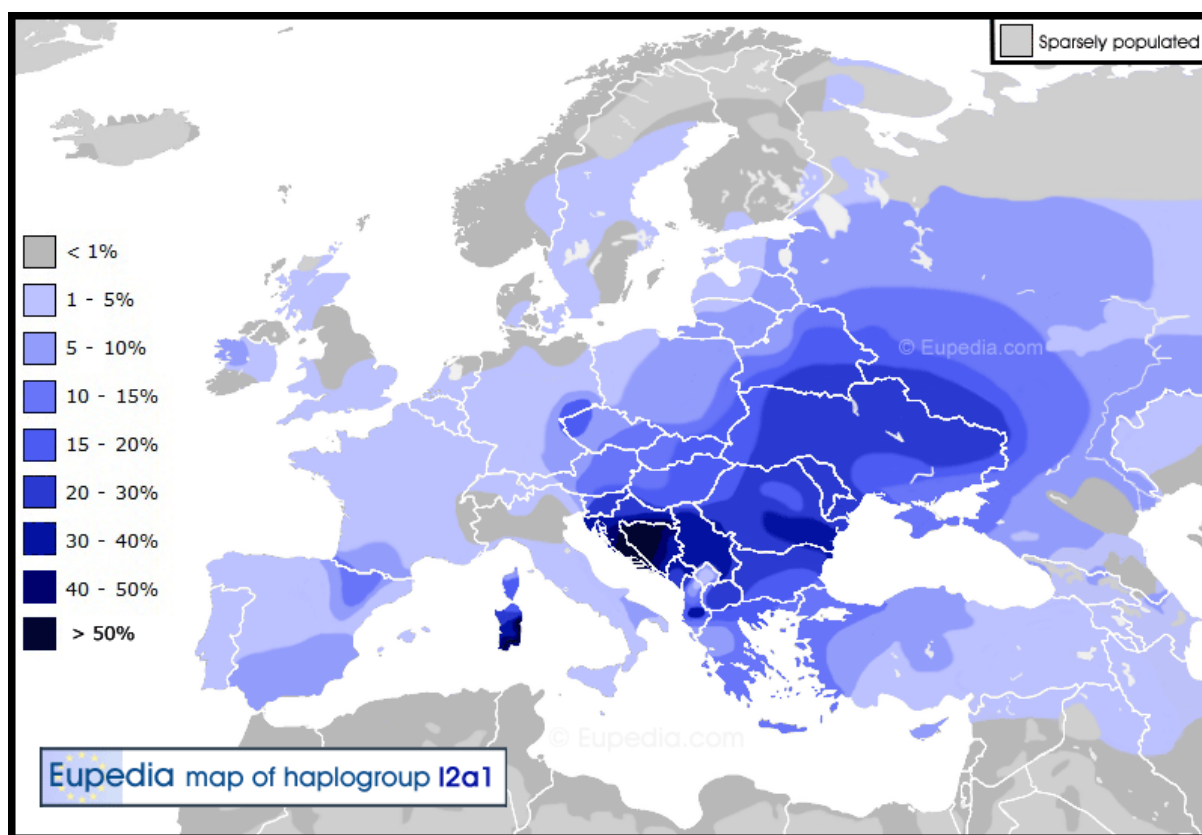 Sparsely populated
< 1%
1 - 5%
5 - 10%
10 - 15%
15 - 20%
20 - 30%
30 - 40%
40 - 50%
> 50%
© Eupedia.com
© Eupedia.com
Eupedia map of haplogroup I2a1